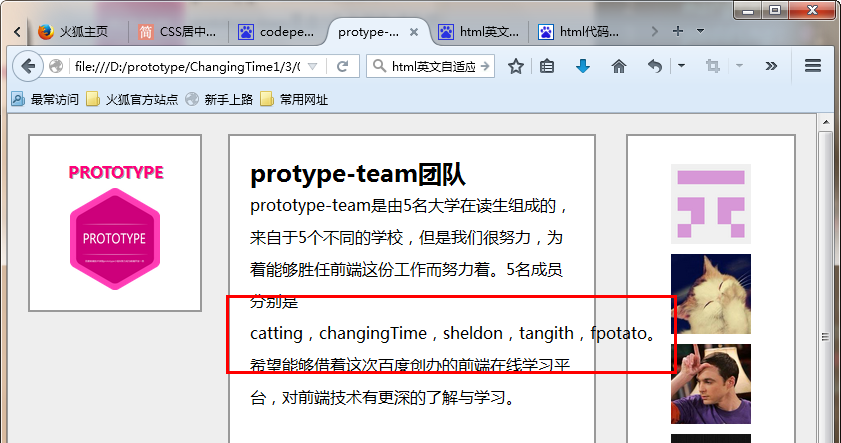 火狐主页
CSS居中...
codepe...
protype-...
html英文...
html代码...
file:///D:/prototype/ChangingTime1/3/0
html英文自适应
最常访问
火狐官方站点
新手上路
常用网址
PROTOTYPE
PROTOTYPE
protype-team团队
prototype-team是由5名大学在读生组成的，
来自于5个不同的学校，但是我们很努力，为
着能够胜任前端这份工作而努力着。5名成员
分别是
catting，changingTime，sheldon，tangith，fpotato。
希望能够借着这次百度创办的前端在线学习平
台，对前端技术有更深的了解与学习。